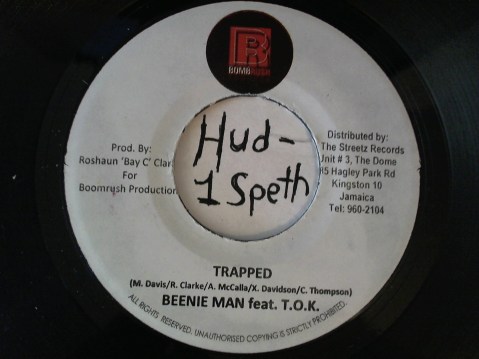 R
BOMBRUSH
Prod. By:
Roshaun 'Bay C' Clar
For
Boomrush Production
Hud-
1 Speth
Distributed by:
The Streetz Records
Unit # 3, The Dome
#5 Hagley Park Rd
Kingston 10
Jamaica
Tel: 960-2104
TRAPPED
(M. Davis/R. Clarke/A. McCalla/X. Davidson/C. Thompson)
BEENIE MAN feat. T.O.K.
ALL RIGHTS RESERVED. UNAUTHORISED COPYING IS STRICTLY PROHIBITED.